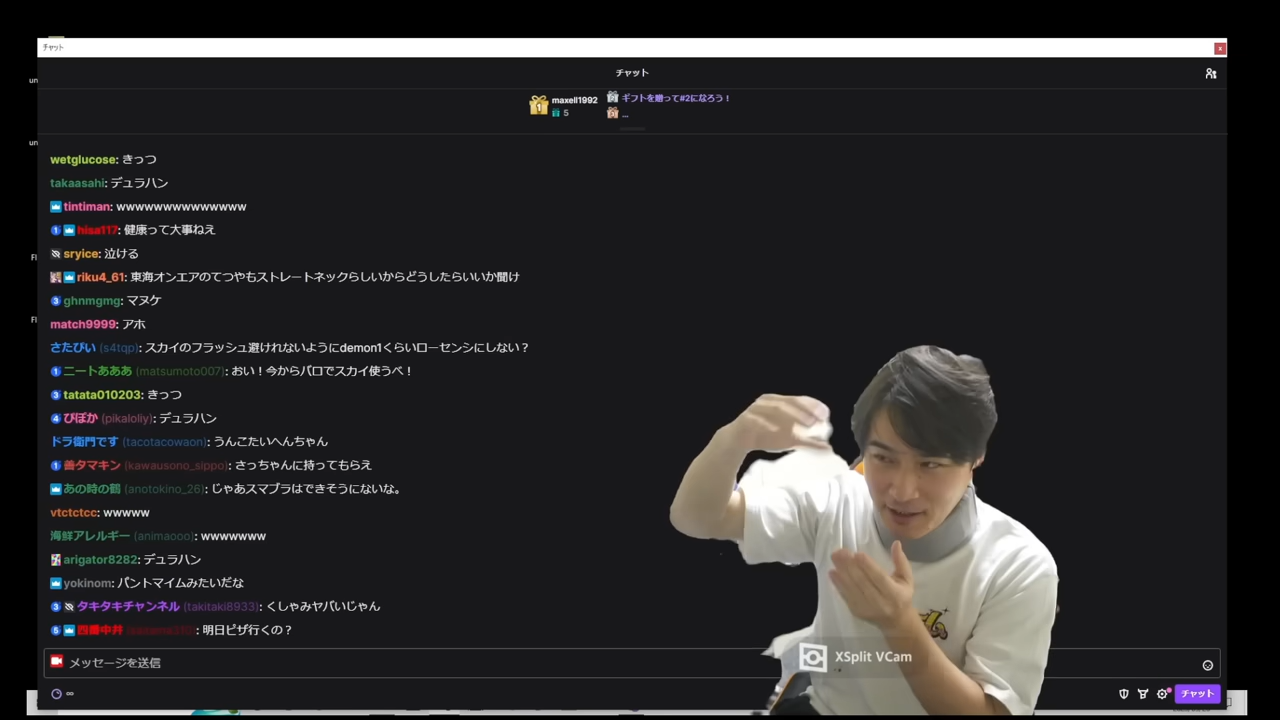 チャット
チャット
maxell1992
5
ギフトを贈って#2になろう！
...
un
un
Fl
Fl
wetglucose: きっつ
takaasahi: デュラハン
tintiman: wwwwwwwwwwwwww
hisa117: 健康って大事ねえ
sryice: 泣ける
riku4_61: 東海オンエアのてつやもストレートネックらしいからどうしたらいいか聞け
ghnmgmg: マヌケ
match9999: アホ
さたびい (s4tqp): スカイのフラッシュ避けれないようにdemon1くらいローセンシにしない？
ニートあああ (matsumoto007): おい！今からバロでスカイ使うべ！
tatata010203: きっつ
ぴぽか (pikaloliy): デュラハン
ドラ衛門です (tacotacowaon): うんこたいへんちゃん
善タマキン (kawausono_sippo): さっちゃんに持ってもらえ
あの時の鶴 (anotokino_26): じゃあスマブラはできそうにないな。
vtctctcc: wwwww
海鮮アレルギー (animaooo): wwwwwww
arigator8282: デュラハン
yokinom: パントマイムみたいだな
タキタキチャンネル (takitaki8933): くしゃみヤバいじゃん
四番中井 : 明日ピザ行くの？
メッセージを送信
XSplit VCam
∞
チャット